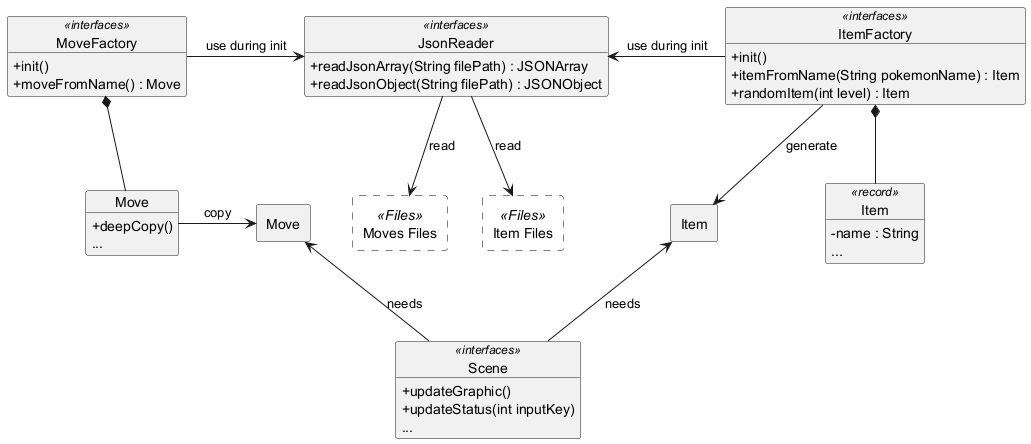 «interfaces»
MoveFactory
+init()
+moveFromName() : Move
use during init
«interfaces»
JsonReader
+readJsonArray(String filePath) : JSONArray
+readJsonObject(String filePath) : JSONObject
use during init
«interfaces»
ItemFactory
+init()
+itemFromName(String pokemonName) : Item
+randomItem(int level) : Item
read
read
generate
Move
+deepCopy()
...
copy
Move
«Files»
Moves Files
«Files»
Item Files
Item
«record»
Item
-name : String
...
needs
needs
«interfaces»
Scene
+updateGraphic()
+updateStatus(int inputKey)
...